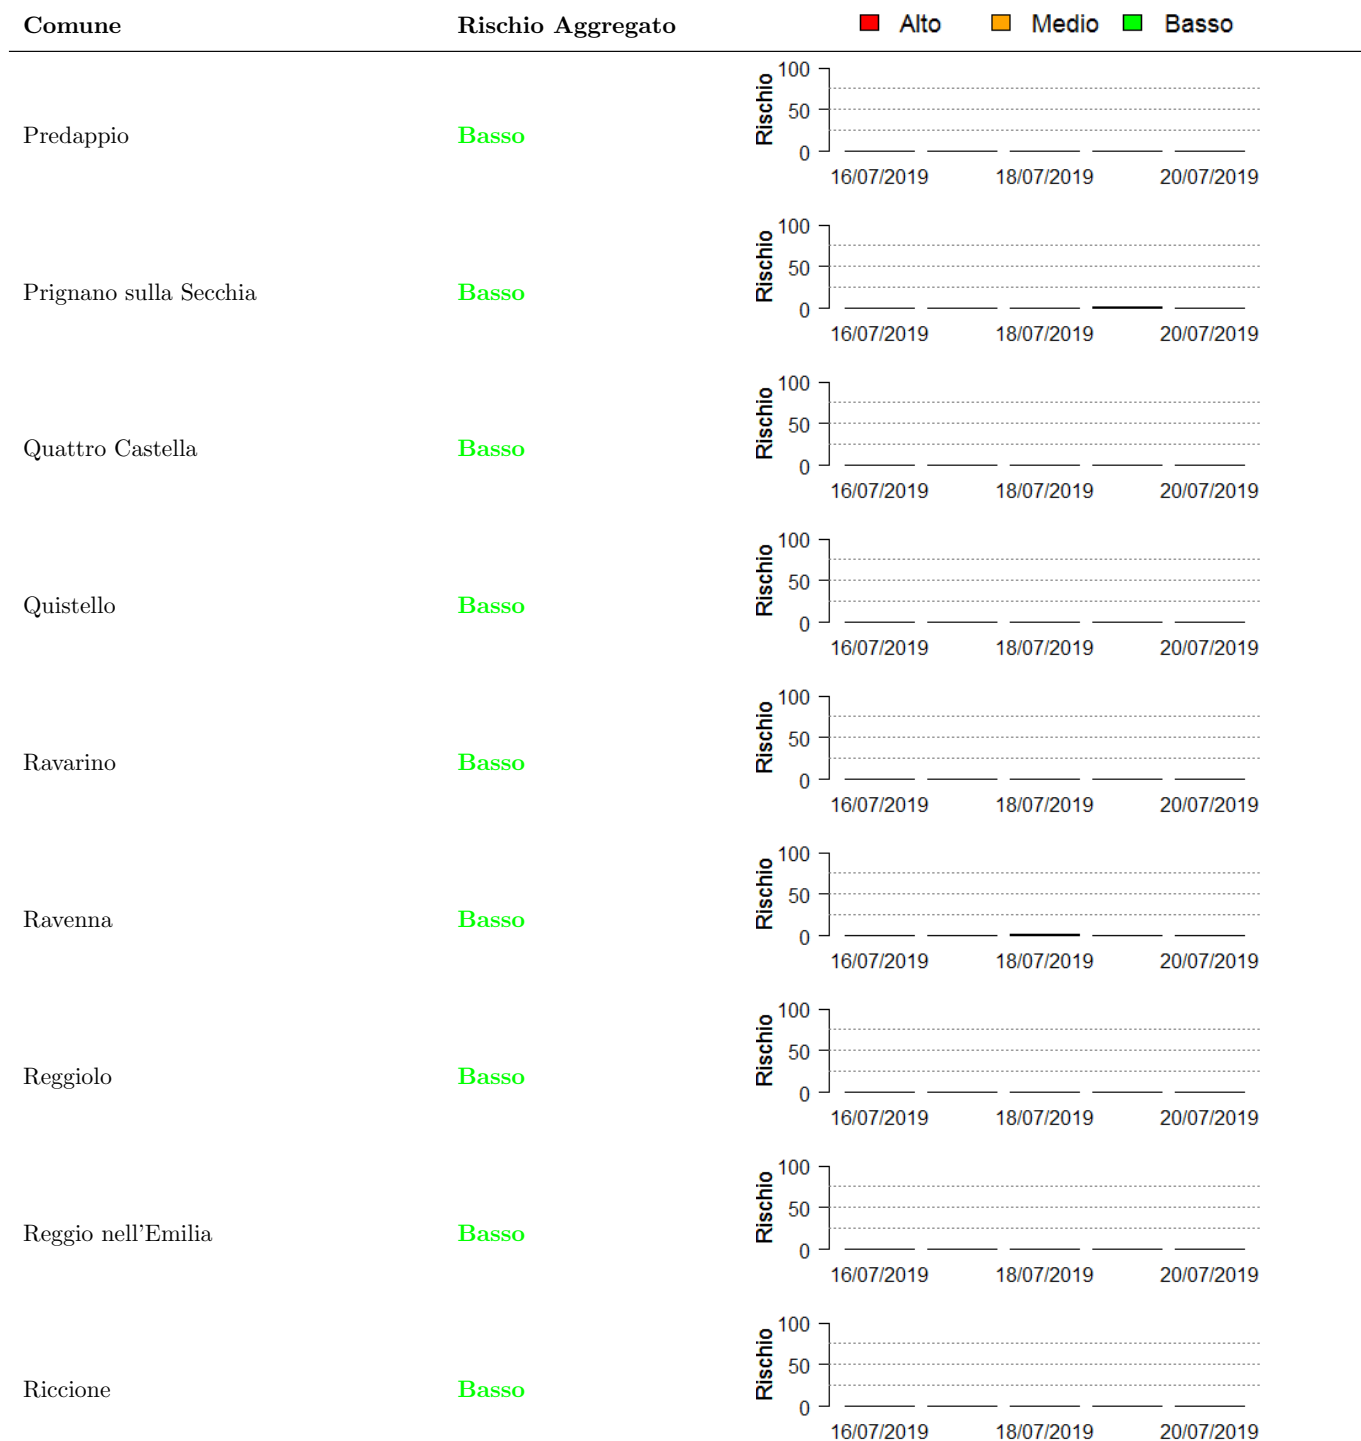 Comune Rischio Aggregato Alto Medio Basso
100
50
0
Rischio
Predappio Basso
16/07/2019 18/07/2019 20/07/2019
100
50
0
Rischio
Prignano sulla Secchia Basso
16/07/2019 18/07/2019 20/07/2019
100
50
0
Rischio
Quattro Castella Basso
16/07/2019 18/07/2019 20/07/2019
100
50
0
Rischio
Quistello Basso
16/07/2019 18/07/2019 20/07/2019
100
50
0
Rischio
Ravarino Basso
16/07/2019 18/07/2019 20/07/2019
100
50
0
Rischio
Ravenna Basso
16/07/2019 18/07/2019 20/07/2019
100
50
0
Rischio
Reggiolo Basso
16/07/2019 18/07/2019 20/07/2019
100
50
0
Rischio
Reggio nell'Emilia Basso
16/07/2019 18/07/2019 20/07/2019
100
50
0
Rischio
Riccione Basso
16/07/2019 18/07/2019 20/07/2019